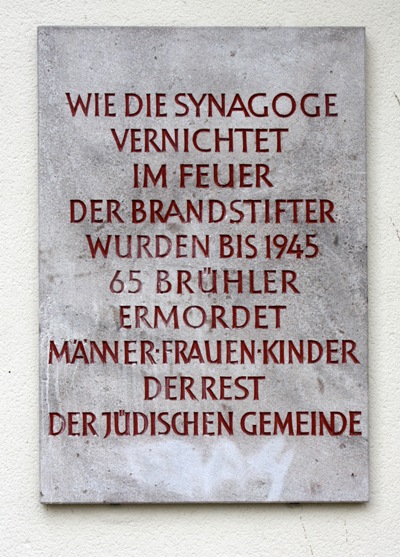 WIE DIE SYNAGOGE
VERNICHTET
IM FEUER
DER BRANDSTIFTER
WURDEN BIS 1945
65 BRÜHLER
ERMORDET
MÄNNER·FRAUEN·KINDER
DER REST
DER JÜDISCHEN GEMEINDE